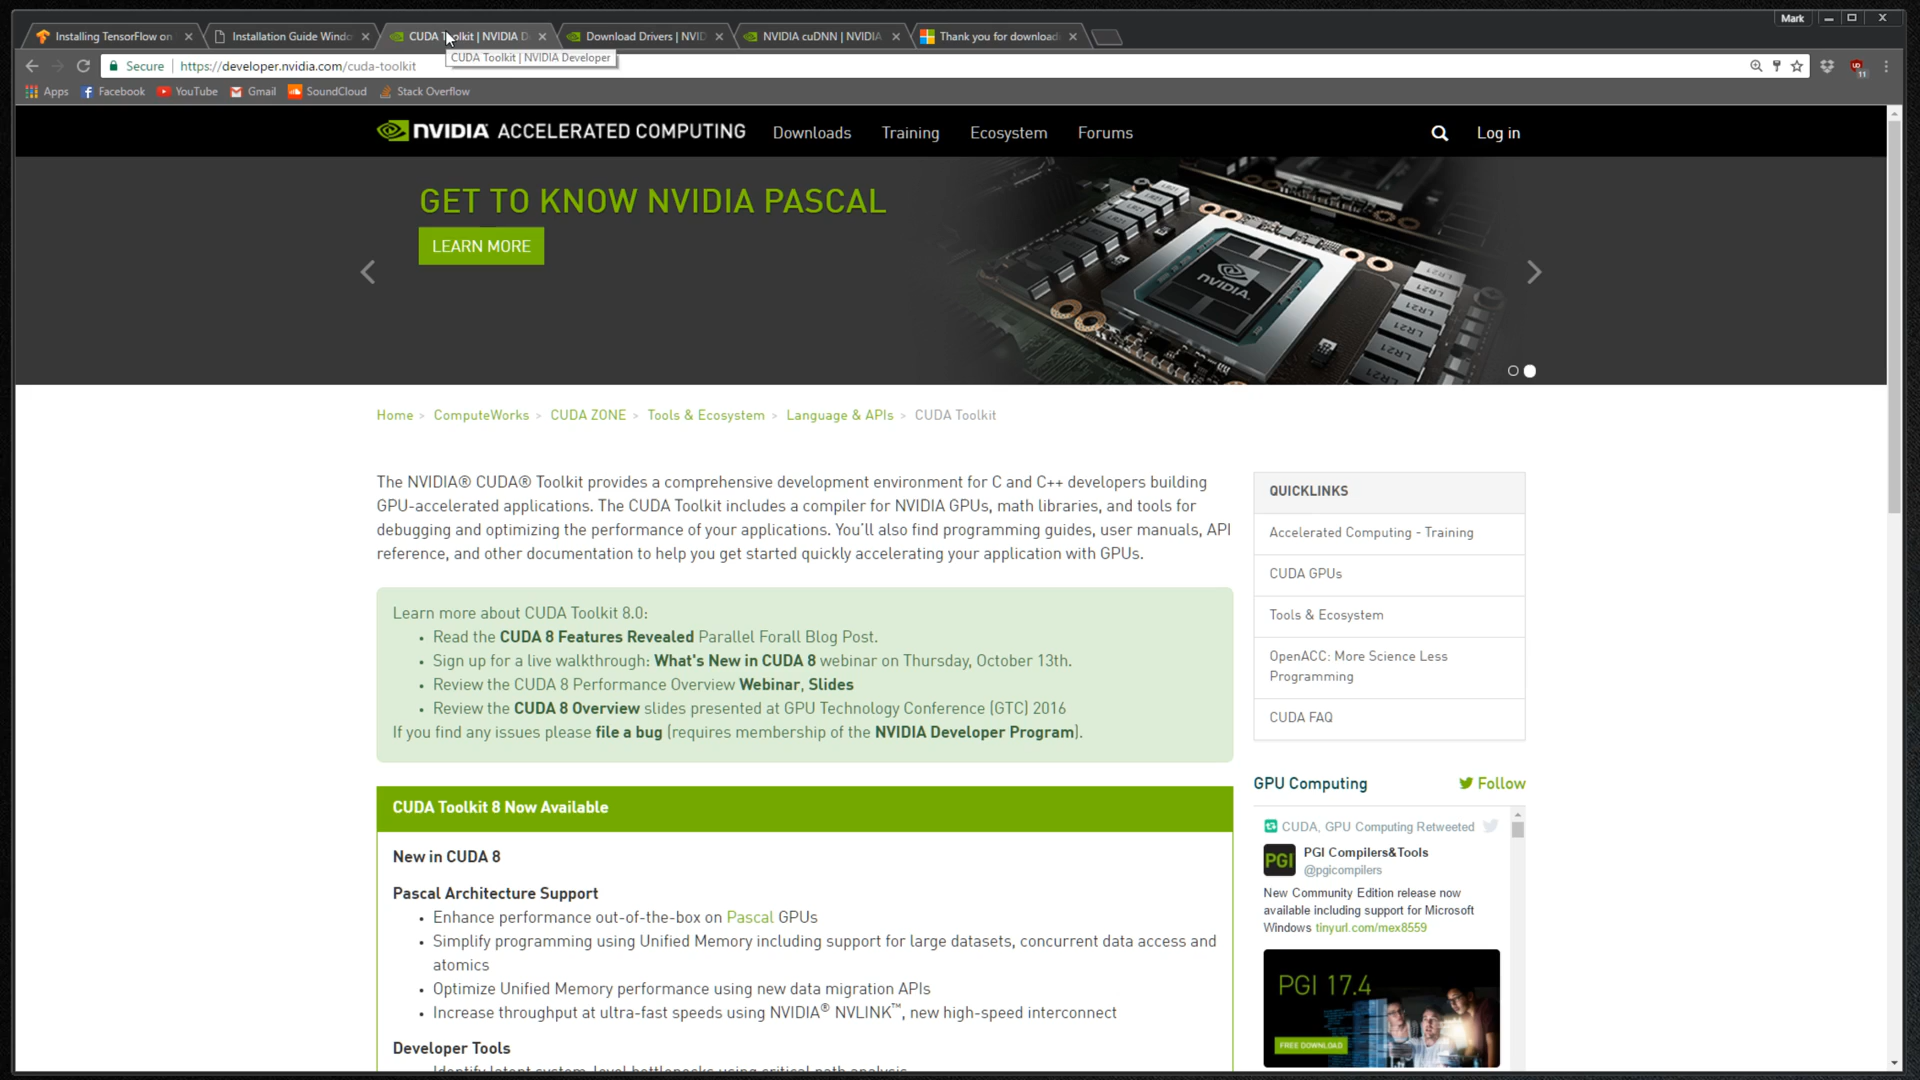 Mark
Installing TensorFlow on
Installation Guide Windo
CUDA Toolkit | NVIDIA D
Download Drivers | NVID
NVIDIA cuDNN | NVIDIA
Thank you for download
CUDA Toolkit | NVIDIA Developer
Secure
https://developer.nvidia.com/cuda-toolkit
11
Apps
Facebook
YouTube
Gmail
SoundCloud
Stack Overflow
NVIDIA ACCELERATED COMPUTING
Downloads
Training
Ecosystem
Forums
Log in
GET TO KNOW NVIDIA PASCAL
LEARN MORE
NVIDIA.
LR21
LR21
LR21
LR21
Home > ComputeWorks > CUDA ZONE > Tools & Ecosystem > Language & APIs > CUDA Toolkit
The NVIDIA® CUDA® Toolkit provides a comprehensive development environment for C and C++ developers building
GPU-accelerated applications. The CUDA Toolkit includes a compiler for NVIDIA GPUs, math libraries, and tools for
debugging and optimizing the performance of your applications. You'll also find programming guides, user manuals, API
reference, and other documentation to help you get started quickly accelerating your application with GPUs.
Learn more about CUDA Toolkit 8.0:
• Read the CUDA 8 Features Revealed Parallel Forall Blog Post.
• Sign up for a live walkthrough: What's New in CUDA 8 webinar on Thursday, October 13th.
• Review the CUDA 8 Performance Overview Webinar, Slides
• Review the CUDA 8 Overview slides presented at GPU Technology Conference (GTC) 2016
If you find any issues please file a bug (requires membership of the NVIDIA Developer Program).
CUDA Toolkit 8 Now Available
New in CUDA 8
Pascal Architecture Support
• Enhance performance out-of-the-box on Pascal GPUs
• Simplify programming using Unified Memory including support for large datasets, concurrent data access and
atomics
• Optimize Unified Memory performance using new data migration APIs
• Increase throughput at ultra-fast speeds using NVIDIA® NVLINK™, new high-speed interconnect
Developer Tools
• Identify latent system-level bottlenecks using critical path analysis
QUICKLINKS
Accelerated Computing - Training
CUDA GPUs
Tools & Ecosystem
OpenACC: More Science Less
Programming
CUDA FAQ
GPU Computing
Follow
CUDA, GPU Computing Retweeted
PGI
PGI Compilers&Tools
@pgicompilers
New Community Edition release now
available including support for Microsoft
Windows tinyurl.com/mex8559
PGI 17.4
FREE DOWNLOAD